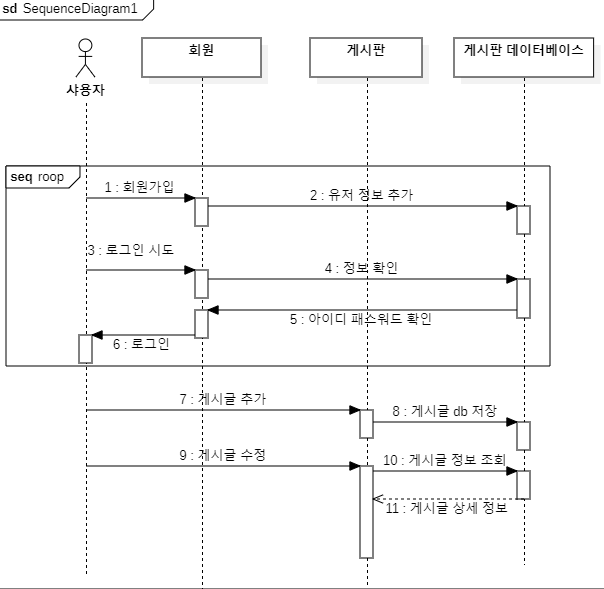 sd SequenceDiagram1
사용자
회원
게시판
게시판 데이터베이스
seq roop
1 : 회원가입
2 : 유저 정보 추가
3 : 로그인 시도
4 : 정보 확인
5 : 아이디 패스워드 확인
6 : 로그인
7 : 게시글 추가
8 : 게시글 db 저장
9 : 게시글 수정
10 : 게시글 정보 조회
11 : 게시글 상세 정보